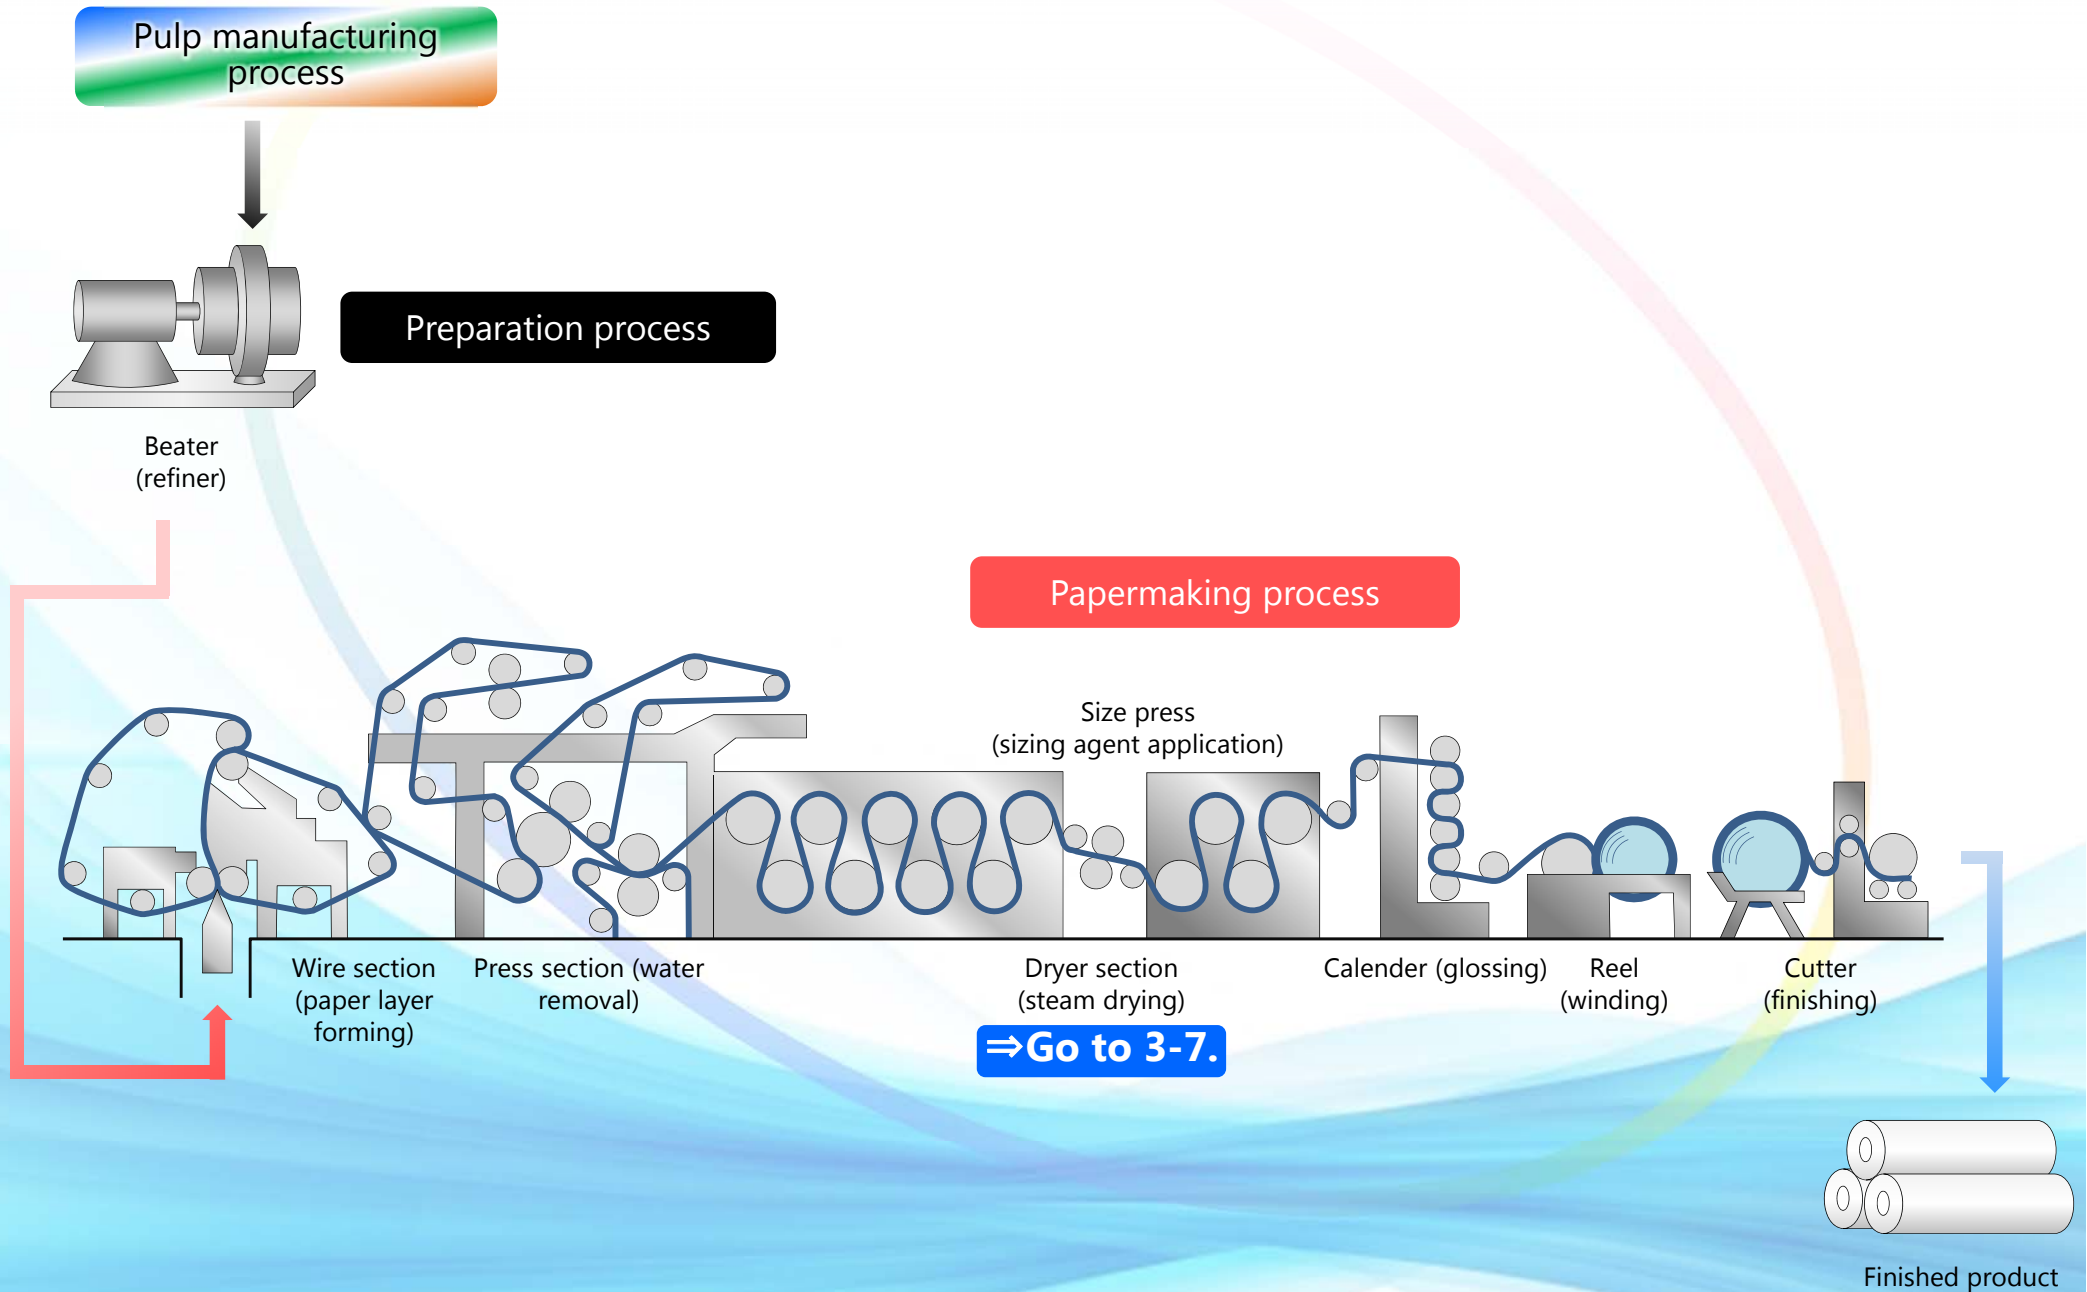 Pulp manufacturing
process
Preparation process
Beater
(refiner)
Papermaking process
Size press
(sizing agent application)
Wire section
(paper layer
forming)
Press section (water
removal)
Dryer section
(steam drying)
⇒Go to 3-7.
Calender (glossing)
Reel
(winding)
Cutter
(finishing)
Finished product